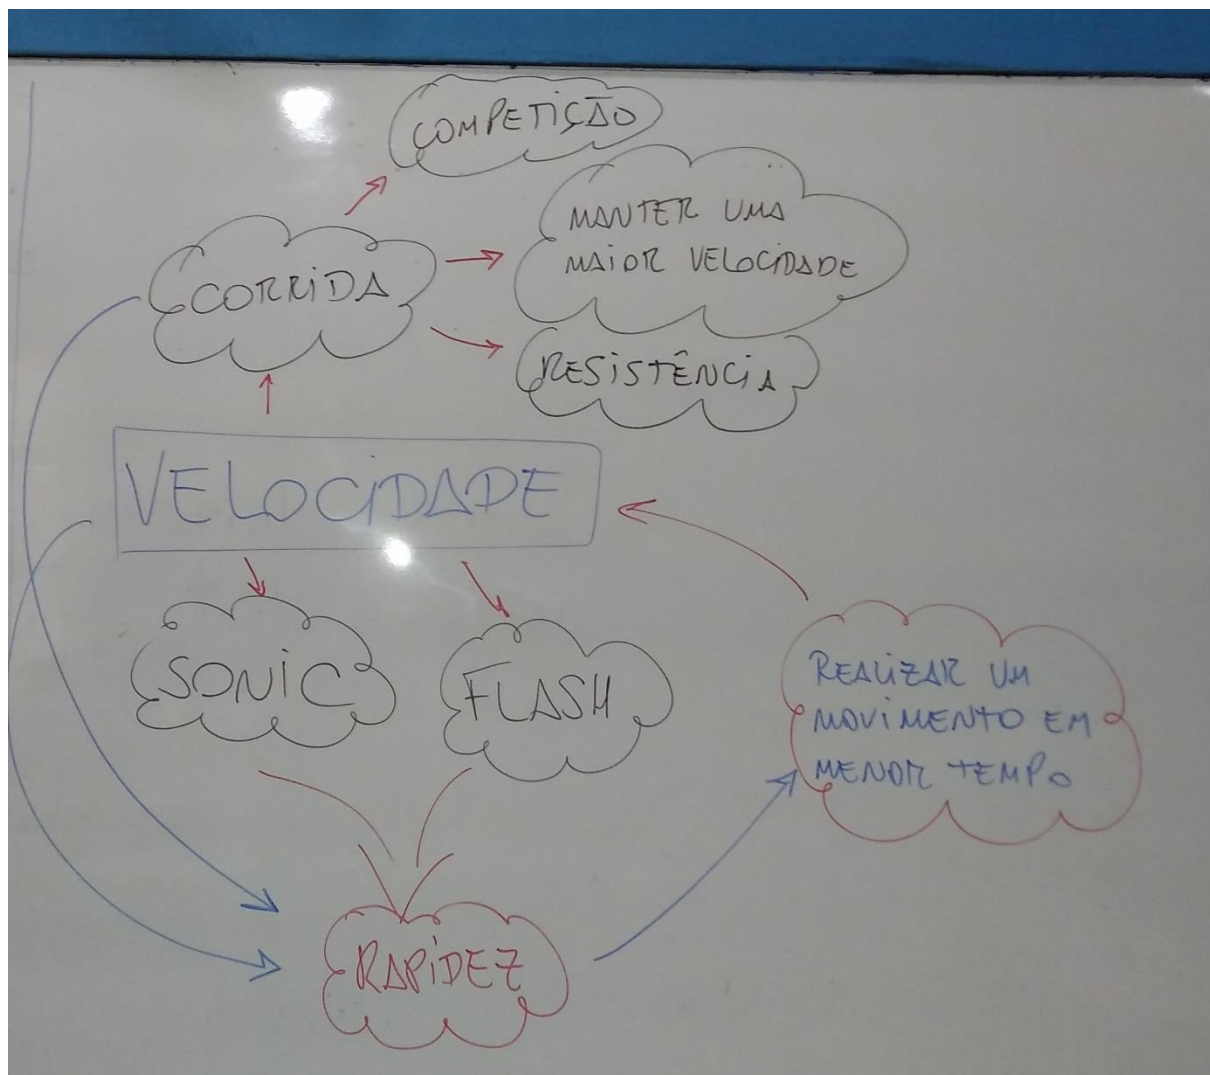 COMPETIÇÃO
MANTER UMA
MAIOR VELOCIDADE
CORRIDA
RESISTÊNCIA
VELOCIDADE
SONIC
FLASH
REALIZAR UM
MOVIMENTO EM
MENOR TEMPO
RAPIDEZ